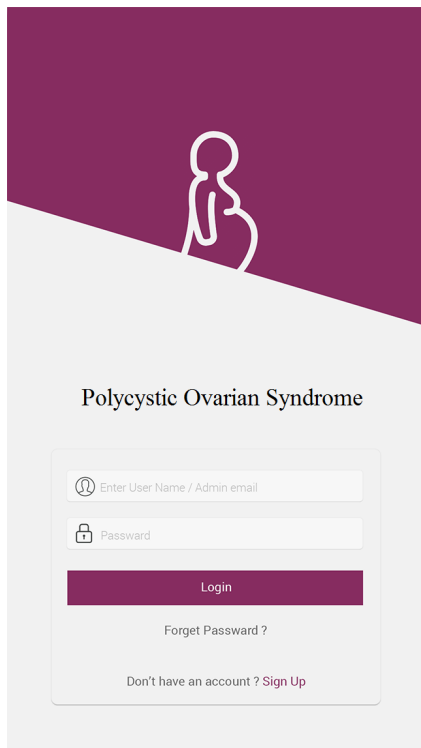 Polycystic Ovarian Syndrome
Enter User Name / Admin email
Password
Login
Forget Password ?
Don't have an account ? Sign Up